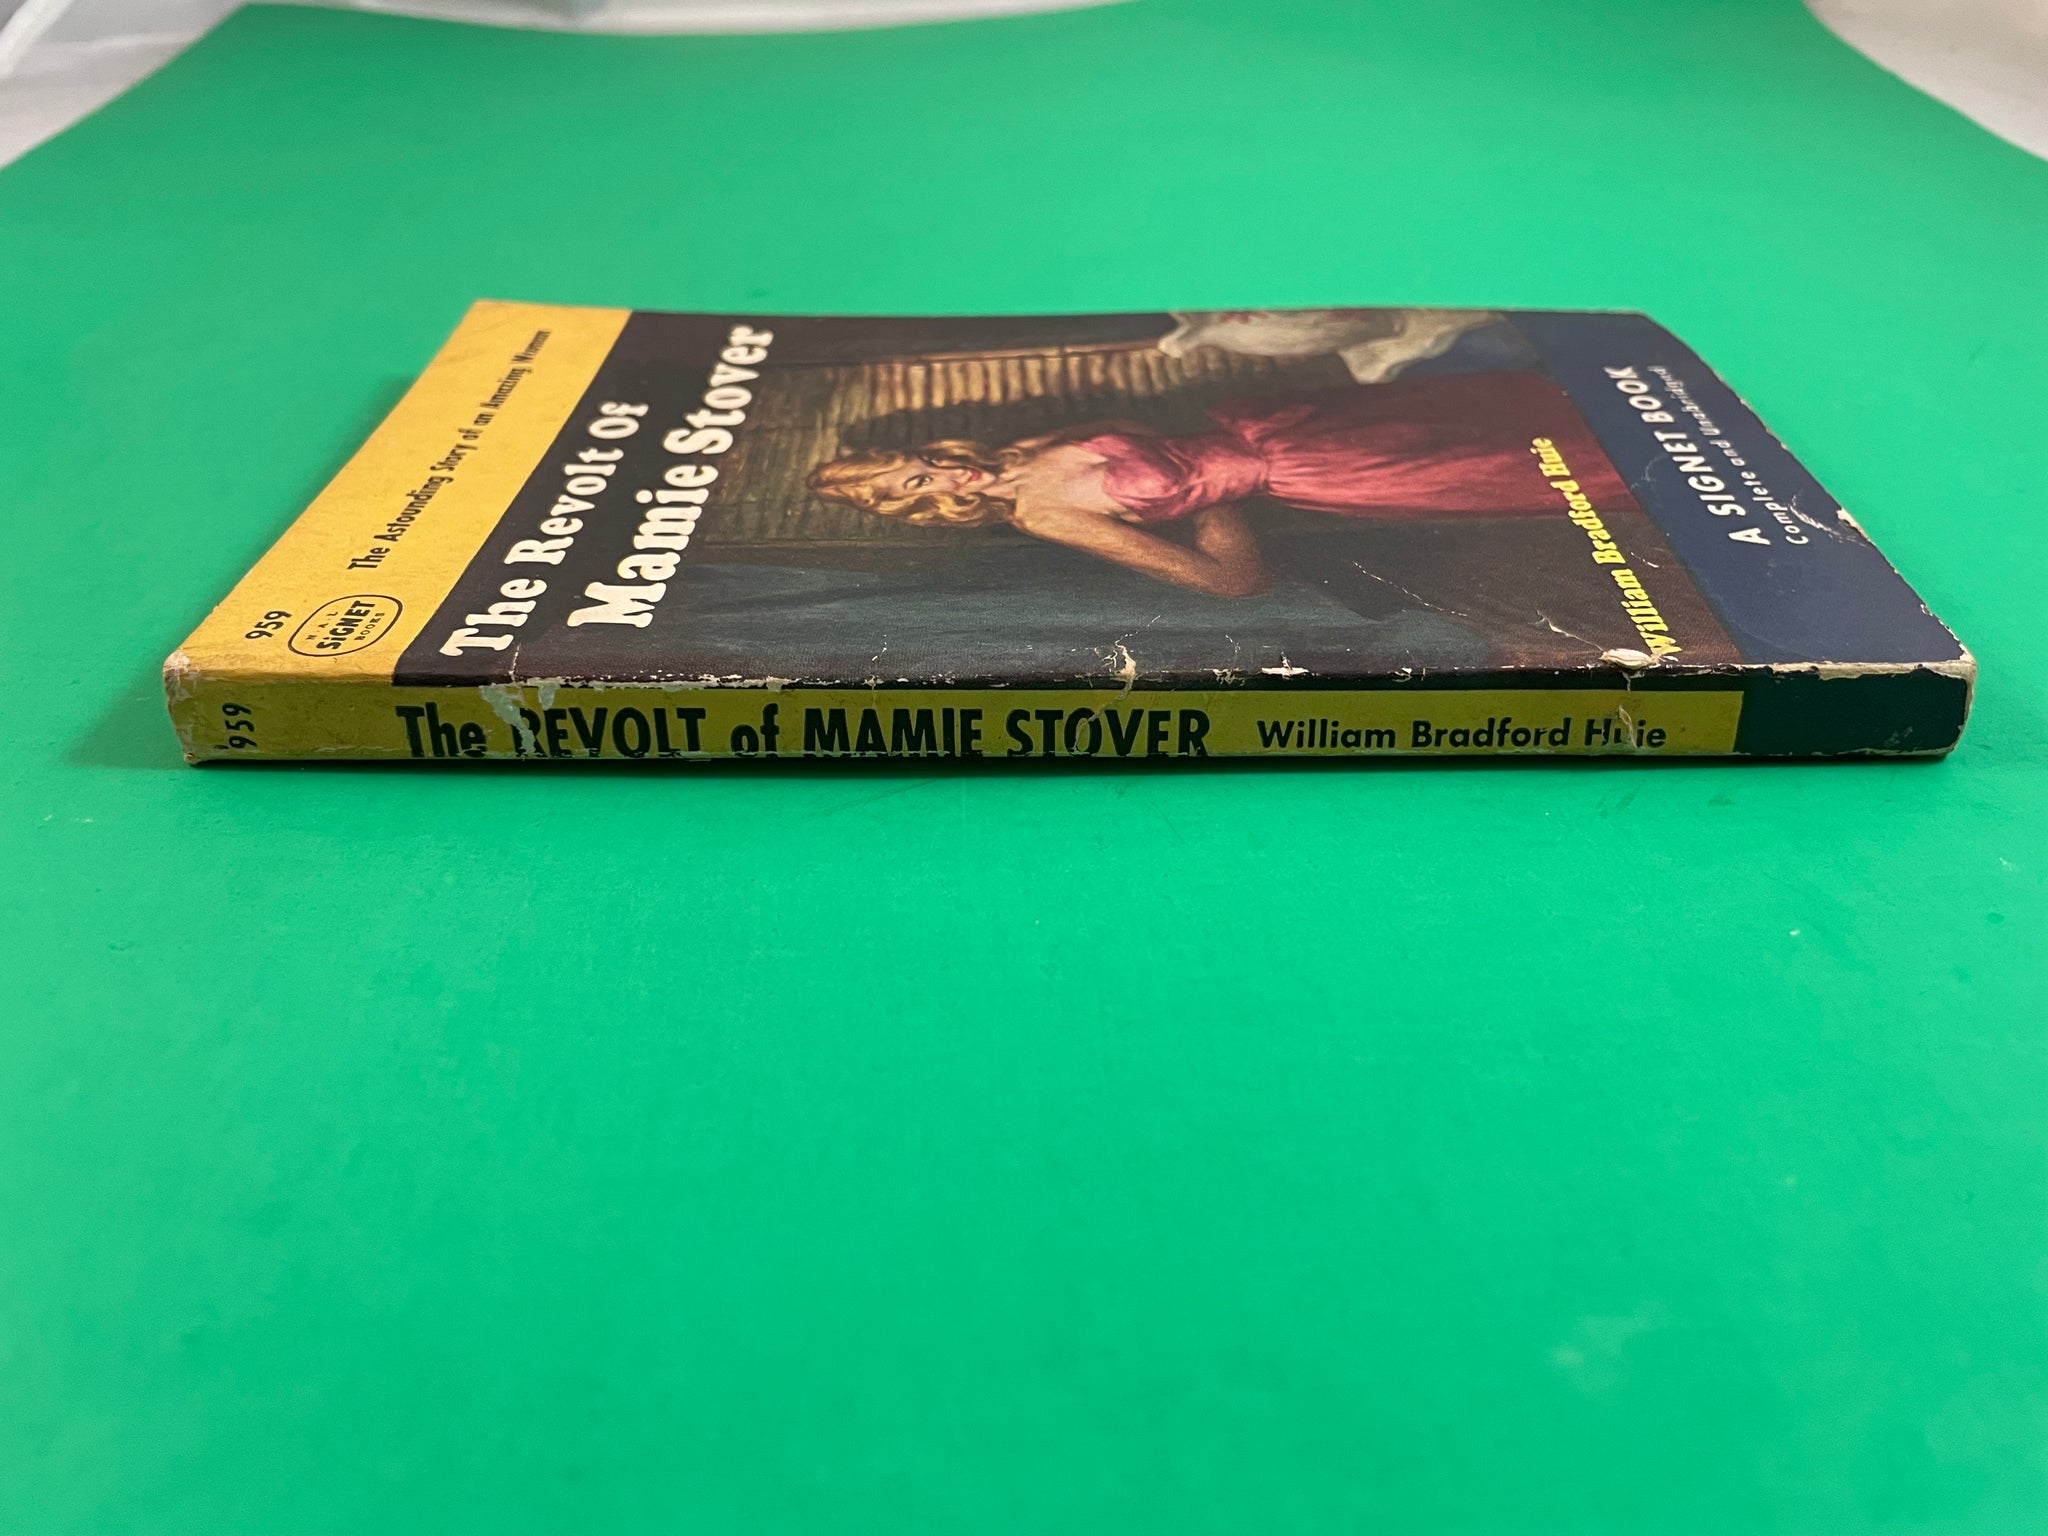 959
N.A.L
SIGNET
BOOKS
The Astounding Story of an Amazing Woman
The Revolt Of
Mamie Stover
William Bradford Huie
A SIGNET BOOK
Complete and Unabridged
959
The REVOLT of MAMIE STOVER William Bradford Huie